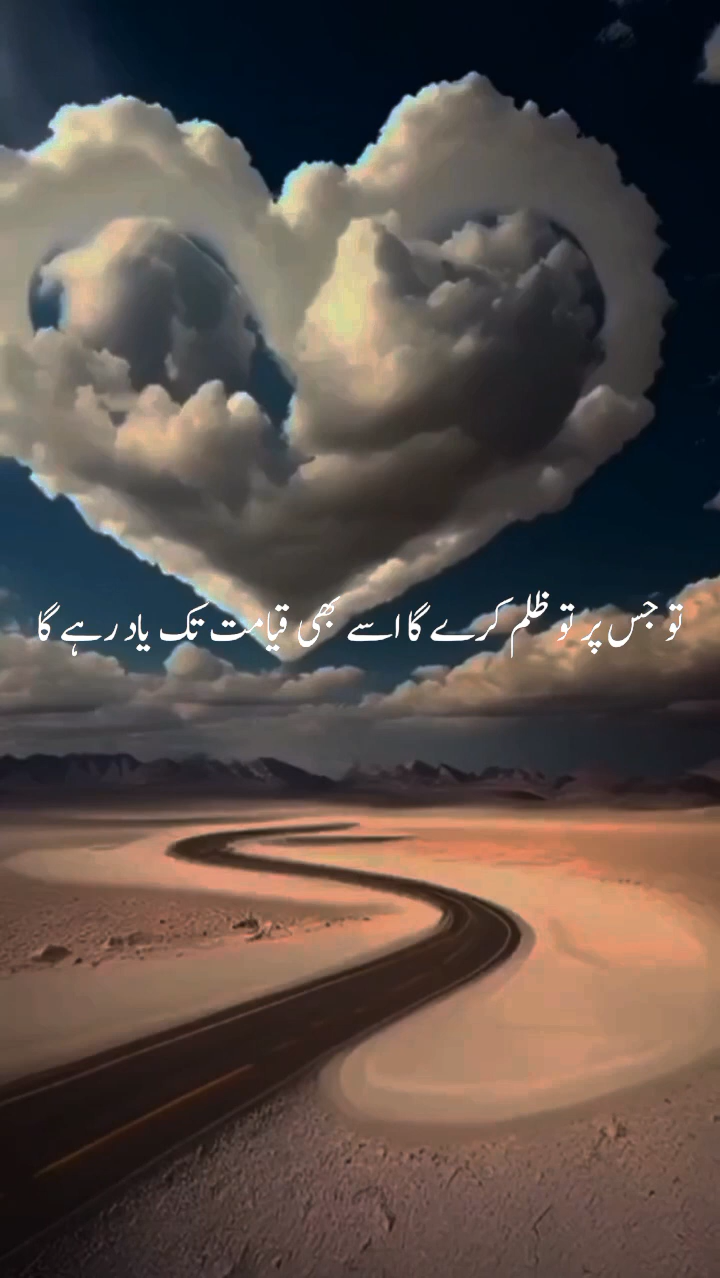 تو جس پر تو ظلم کرے گا اسے بھی قیامت تک یاد رہے گا